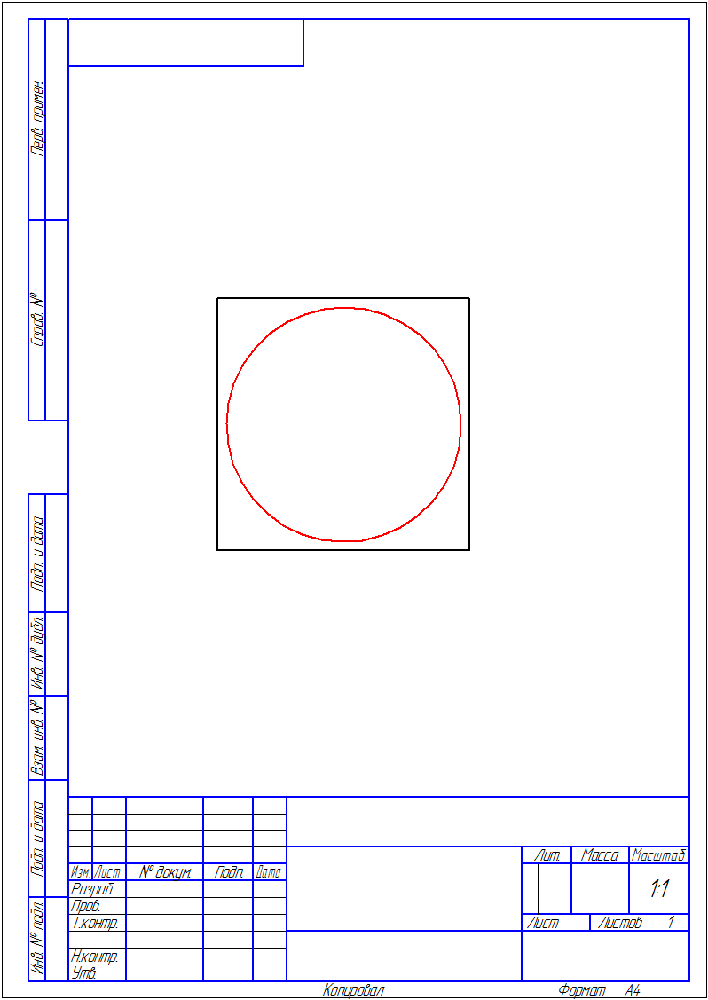 Перв. примен.
Справ. №
Подп. и дата
Инв. № дубл.
Взам. инв. №
Подп. и дата
Инв. № подл.
Лит. Масса Масштаб
Изм. Лист № докум. Подп. Дата
Разраб.
1:1
Пров.
Т.контр.
Лист Листов 1
Н.контр.
Утв.
Копировал Формат А4